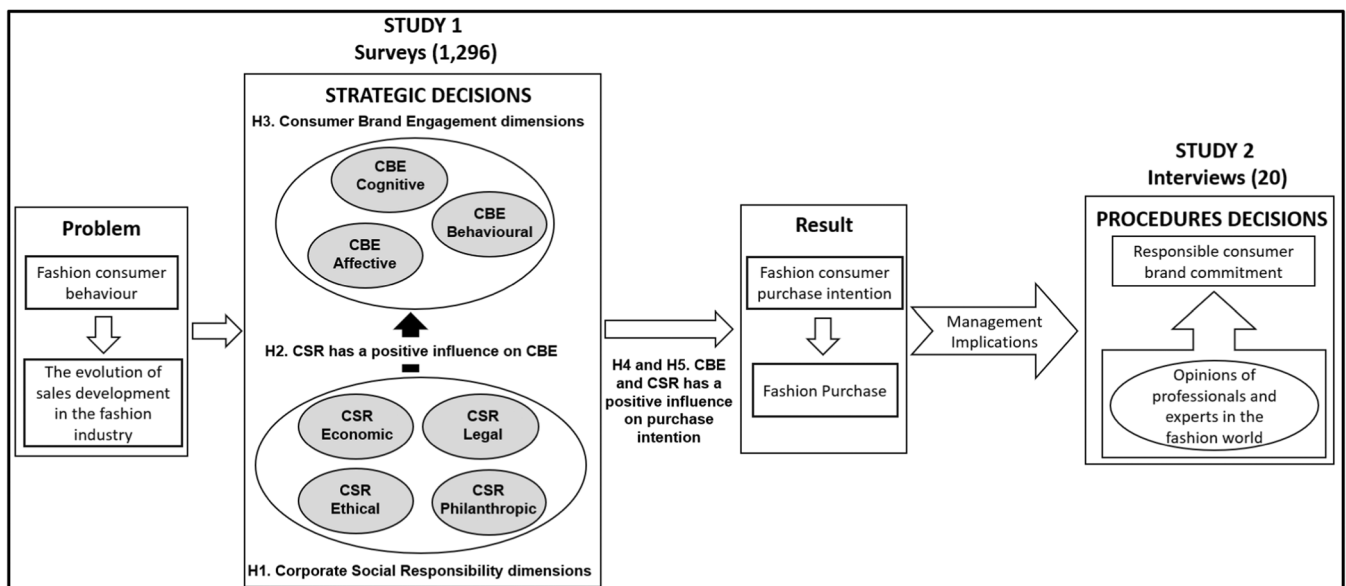 STUDY 1
Surveys (1,296)
STRATEGIC DECISIONS
H3. Consumer Brand Engagement dimensions
CBE
Cognitive
CBE
Behavioural
CBE
Affective
H2. CSR has a positive influence on CBE
CSR
Economic
CSR
Legal
CSR
Ethical
CSR
Philanthropic
H1. Corporate Social Responsibility dimensions
Problem
Fashion consumer
behaviour
The evolution of
sales development
in the fashion
industry
H4 and H5. CBE
and CSR has a
positive influence
on purchase
intention
Result
Fashion consumer
purchase intention
Fashion Purchase
Management
Implications
STUDY 2
Interviews (20)
PROCEDURES DECISIONS
Responsible consumer
brand commitment
Opinions of
professionals and
experts in the
fashion world